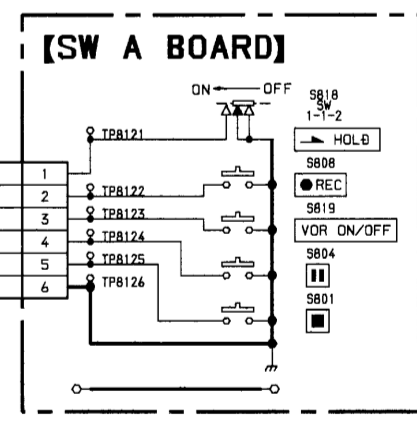 【SW A BOARD】
ON OFF
S818
SW
1-1-2
TP8121
HOLD
1
S808
2 TP8122
REC
3 TP8123
S819
4 TP8124
VOR ON/OFF
5 TP8125
S804
6 TP8126
S801